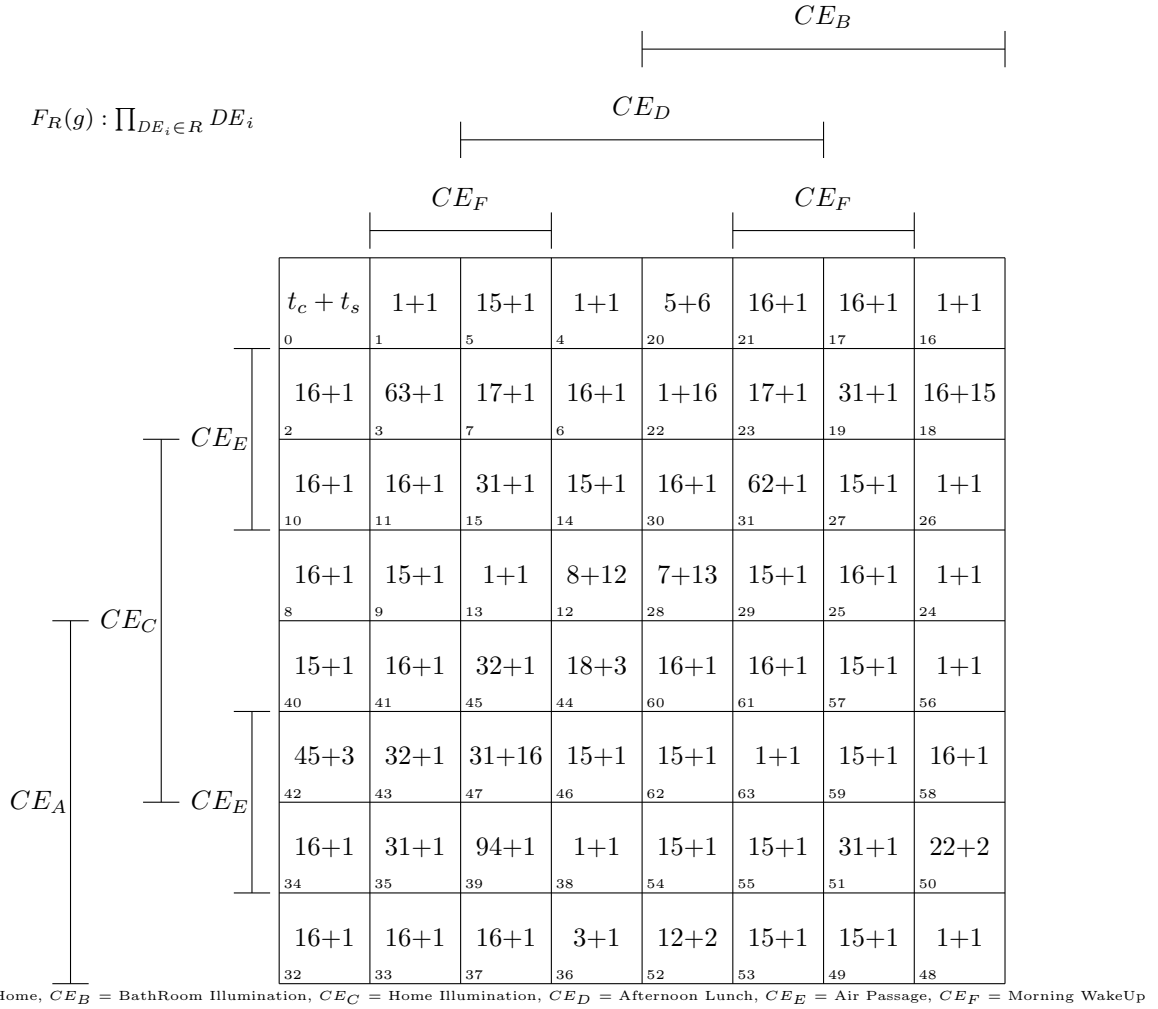 CE_B
F_R(g) : ∏_{DE_i∈R} DE_i
CE_D
CE_F CE_F
t_c + t_s 1+1 15+1 1+1 5+6 16+1 16+1 1+1
0 1 5 4 20 21 17 16
16+1 63+1 17+1 16+1 1+16 17+1 31+1 16+15
2 3 7 6 22 23 19 18
CE_E
16+1 16+1 31+1 15+1 16+1 62+1 15+1 1+1
10 11 15 14 30 31 27 26
16+1 15+1 1+1 8+12 7+13 15+1 16+1 1+1
8 9 13 12 28 29 25 24
CE_C
15+1 16+1 32+1 18+3 16+1 16+1 15+1 1+1
40 41 45 44 60 61 57 56
45+3 32+1 31+16 15+1 15+1 1+1 15+1 16+1
42 43 47 46 62 63 59 58
CE_A CE_E
16+1 31+1 94+1 1+1 15+1 15+1 31+1 22+2
34 35 39 38 54 55 51 50
16+1 16+1 16+1 3+1 12+2 15+1 15+1 1+1
32 33 37 36 52 53 49 48
Home, CE_B = BathRoom Illumination, CE_C = Home Illumination, CE_D = Afternoon Lunch, CE_E = Air Passage, CE_F = Morning WakeUp